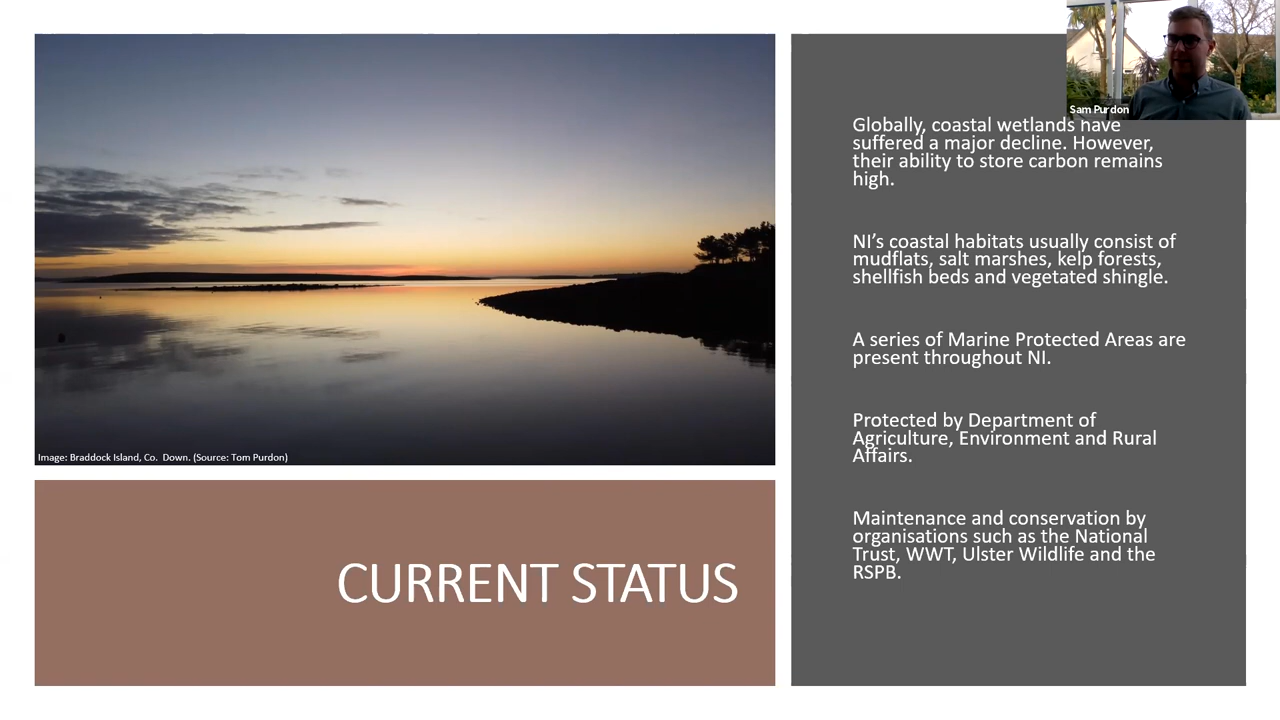 Sam Purdon
Globally, coastal wetlands have
suffered a major decline. However,
their ability to store carbon remains
high.
NI’s coastal habitats usually consist of
mudflats, salt marshes, kelp forests,
shellfish beds and vegetated shingle.
A series of Marine Protected Areas are
present throughout NI.
Protected by Department of
Agriculture, Environment and Rural
Affairs.
Maintenance and conservation by
organisations such as the National
Trust, WWT, Ulster Wildlife and the
RSPB.
Image: Braddock Island, Co. Down. (Source: Tom Purdon)
CURRENT STATUS